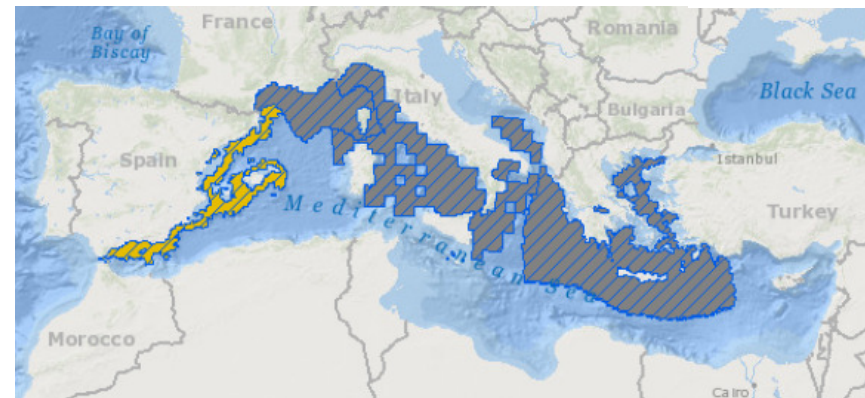 France
Bay of
Biscay
Romania
Italy
Black Sea
Bulgaria
Spain
Istanbul
Mediterranean Sea
Turkey
Morocco
Cairo